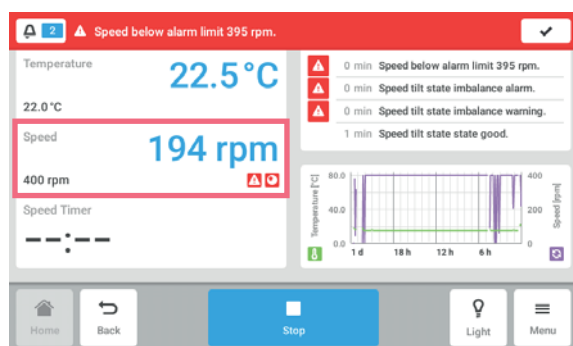 2 Speed below alarm limit 395 rpm.
Temperature
22.5°C
22.0°C
Speed
194 rpm
400 rpm
Speed Timer
--:--
0 min Speed below alarm limit 395 rpm.
0 min Speed tilt state imbalance alarm.
0 min Speed tilt state imbalance warning.
1 min Speed tilt state state good.
Temperature [°C]
80.0
40.0
0.0
1 d 18 h 12 h 6 h
400
200
0
Speed [rpm]
Home Back Stop Light Menu